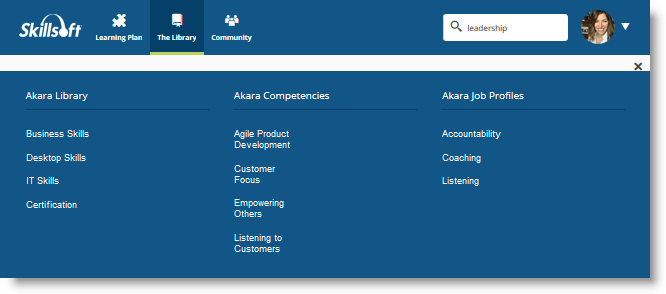 Skillsoft
Learning Plan
The Library
Community
leadership
Akara Library
Business Skills
Desktop Skills
IT Skills
Certification
Akara Competencies
Agile Product
Development
Customer
Focus
Empowering
Others
Listening to
Customers
Akara Job Profiles
Accountability
Coaching
Listening